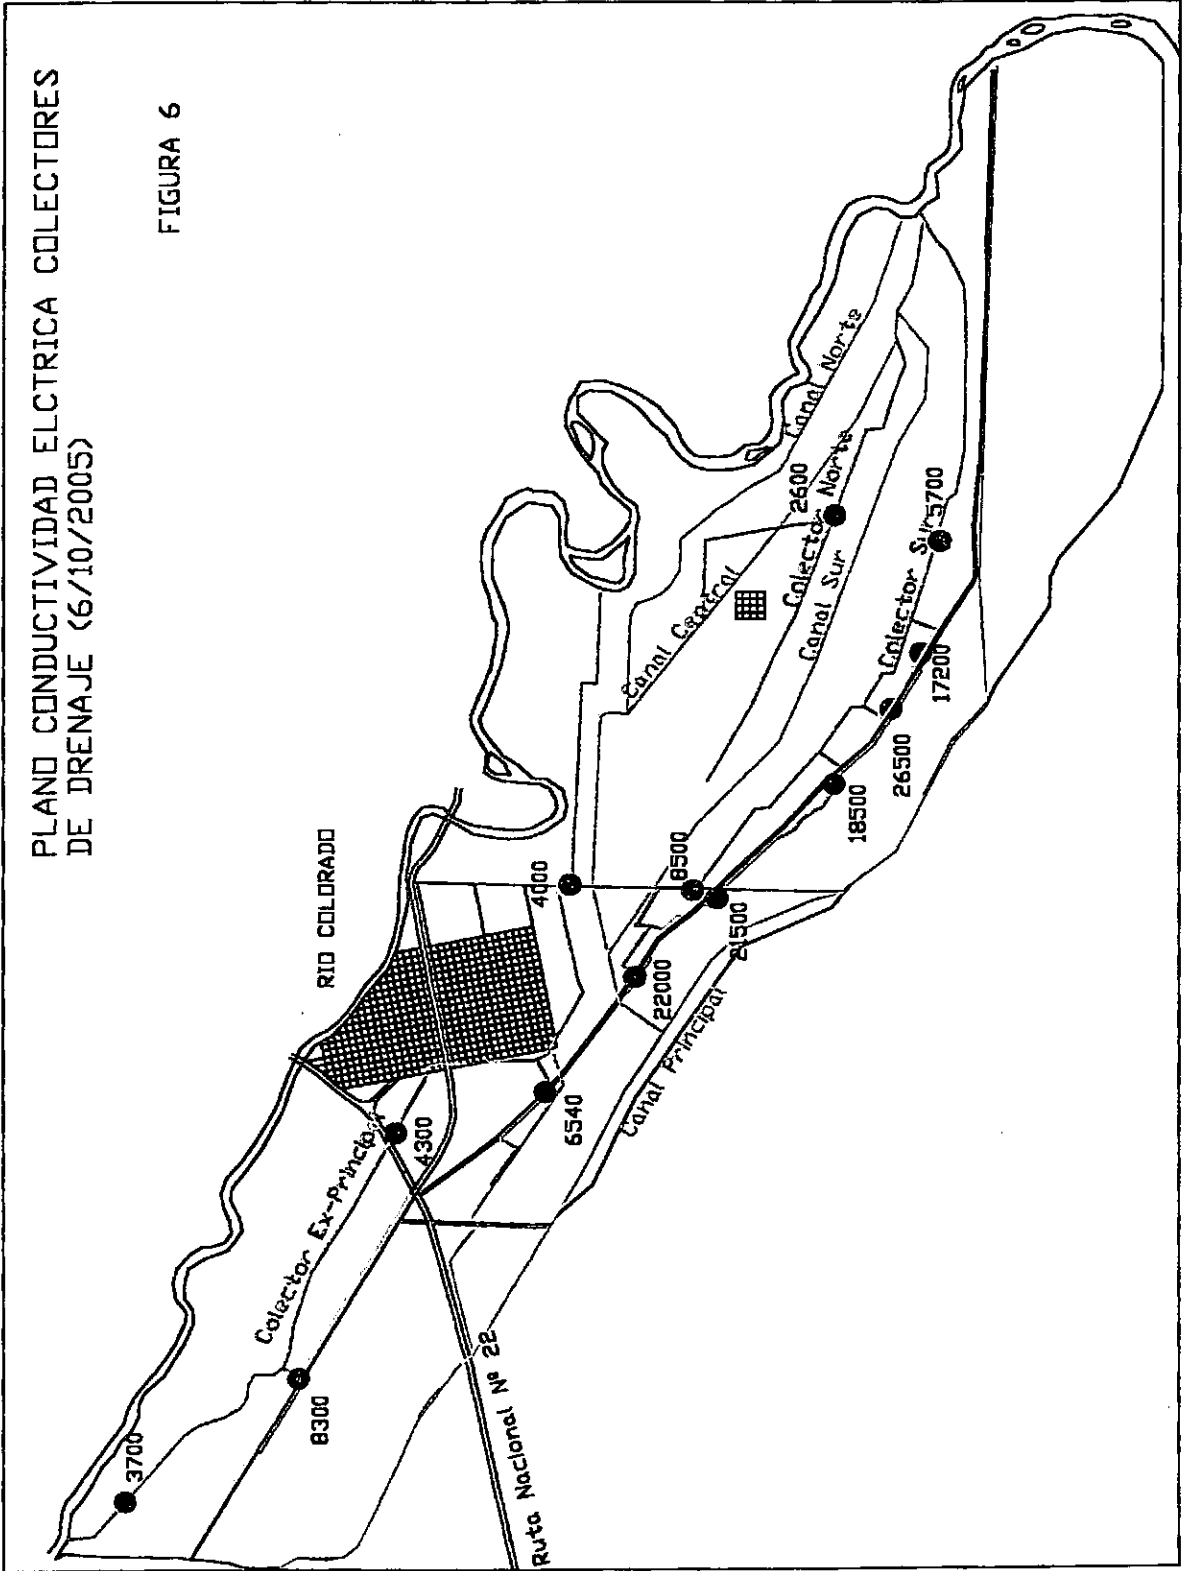 PLANO CONDUCTIVIDAD ELCTRICA COLECTORES
DE DRENAJE (6/10/2005)
FIGURA 6
RIO COLORADO
3700
8300
Colector Ex-Principal
4300
Ruta Nacional Nº 22
6540
22000
4000
8500
21500
Canal Principal
18500
26500
17200
5700
2600
Canal Central
Canal Norte
Colector Norte
Canal Sur
Colector Sur